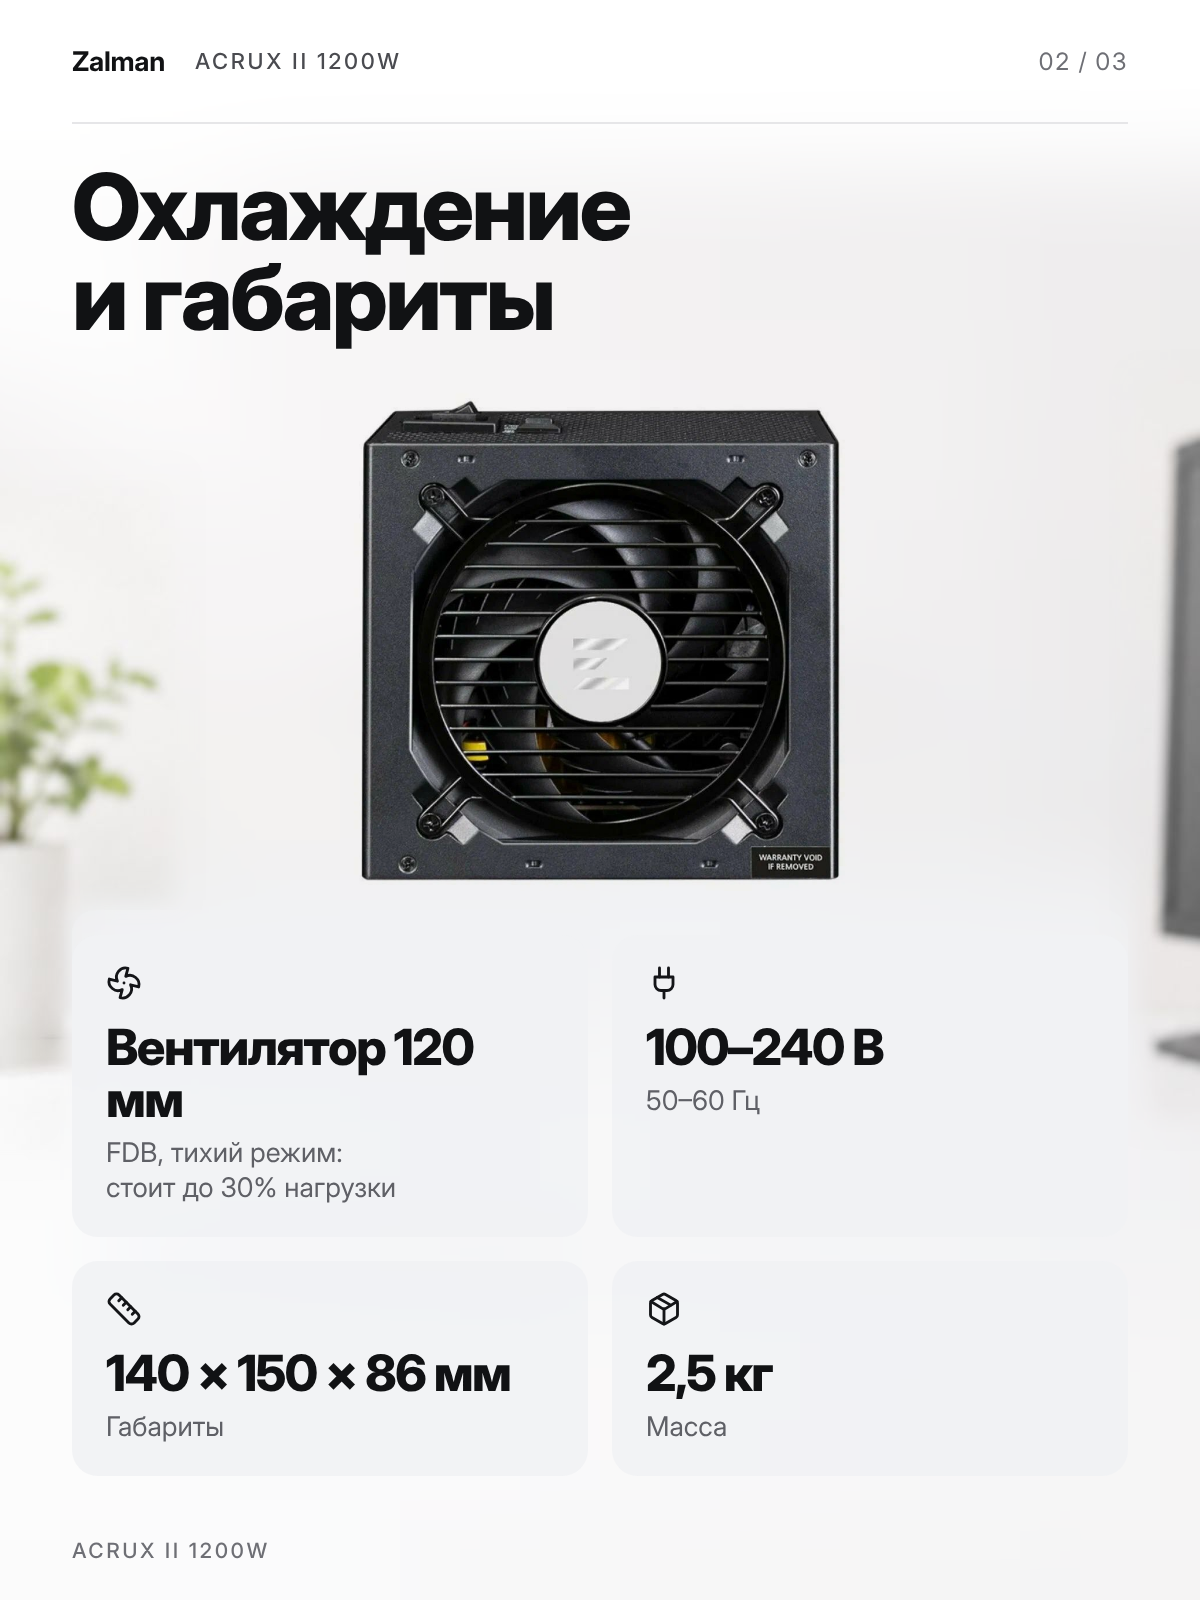 Zalman ACRUX II 1200W 02 / 03
Охлаждение
и габариты
WARRANTY VOID
IF REMOVED
Вентилятор 120
мм
FDB, тихий режим:
стоит до 30% нагрузки
100–240 В
50–60 Гц
140 × 150 × 86 мм
Габариты
2,5 кг
Масса
ACRUX II 1200W